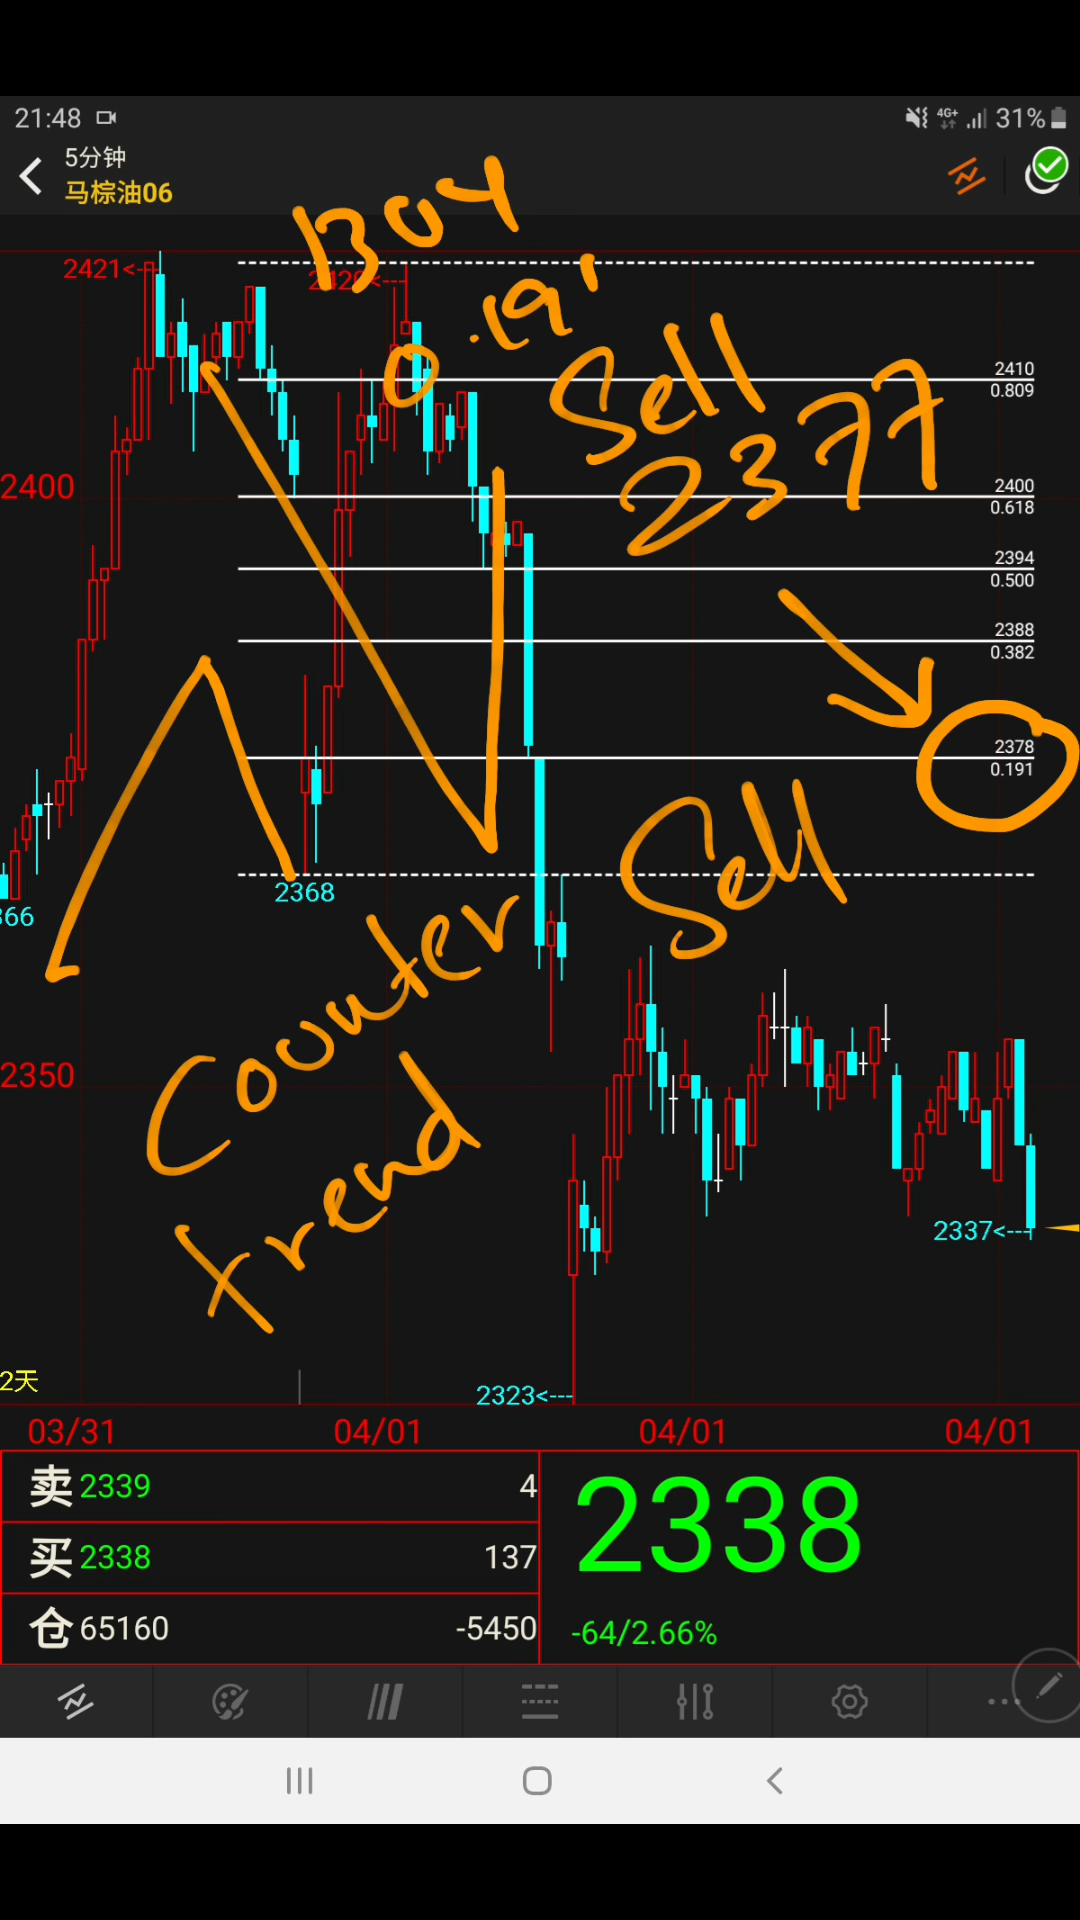 21:48 4G+ 31%
5分钟
马棕油06
BOY
2421<--
2420<---
0.191
Sell
2377
2410
0.809
2400
2400
0.618
2394
0.500
2388
0.382
2378
0.191
Sell
2368
366
Counter
trend
2350
2337<---
2天
2323<---
03/31 04/01 04/01 04/01
卖 2339 4
2338
买 2338 137
仓 65160 -5450
-64/2.66%